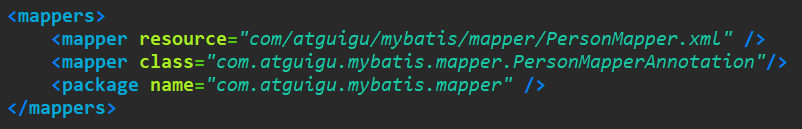 <mappers>
    <mapper resource="com/atguigu/mybatis/mapper/PersonMapper.xml" />
    <mapper class="com.atguigu.mybatis.mapper.PersonMapperAnnotation"/>
    <package name="com.atguigu.mybatis.mapper" />
</mappers>